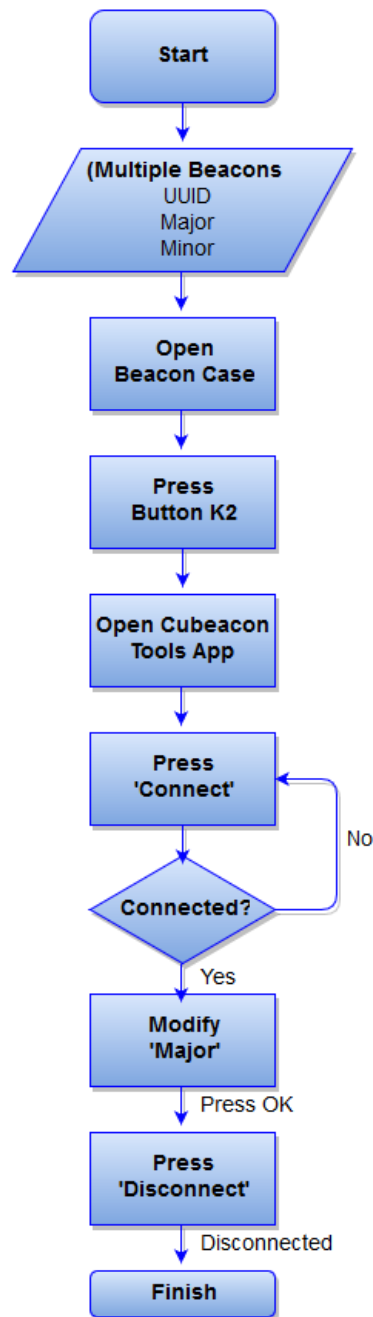 Start
(Multiple Beacons
UUID
Major
Minor
Open
Beacon Case
Press
Button K2
Open Cubeacon
Tools App
Press
'Connect'
No
Connected?
Yes
Modify
'Major'
Press OK
Press
'Disconnect'
Disconnected
Finish